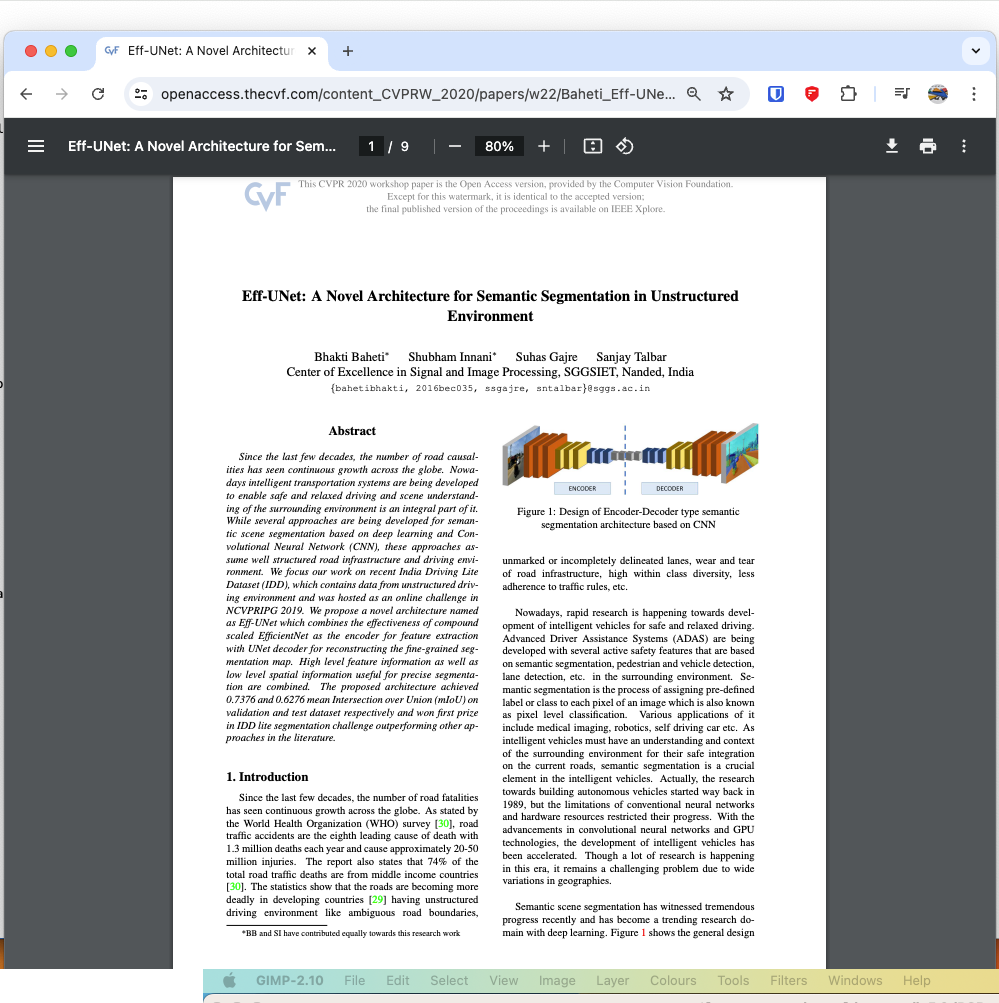 CVF Eff-UNet: A Novel Architectur
openaccess.thecvf.com/content_CVPRW_2020/papers/w22/Baheti_Eff-UNe...
Eff-UNet: A Novel Architecture for Sem... 1 / 9 80%
CVF
This CVPR 2020 workshop paper is the Open Access version, provided by the Computer Vision Foundation.
Except for this watermark, it is identical to the accepted version;
the final published version of the proceedings is available on IEEE Xplore.
Eff-UNet: A Novel Architecture for Semantic Segmentation in Unstructured
Environment
Bhakti Baheti* Shubham Innani* Suhas Gajre Sanjay Talbar
Center of Excellence in Signal and Image Processing, SGGSIET, Nanded, India
{bahetibhakti, 2016bec035, ssgajre, sntalbar}@sggs.ac.in
Abstract
Since the last few decades, the number of road causal-
ities has seen continuous growth across the globe. Nowa-
days intelligent transportation systems are being developed
to enable safe and relaxed driving and scene understand-
ing of the surrounding environment is an integral part of it.
While several approaches are being developed for seman-
tic scene segmentation based on deep learning and Con-
volutional Neural Network (CNN), these approaches as-
sume well structured road infrastructure and driving envi-
ronment. We focus our work on recent India Driving Lite
Dataset (IDD), which contains data from unstructured driv-
ing environment and was hosted as an online challenge in
NCVPRIPG 2019. We propose a novel architecture named
as Eff-UNet which combines the effectiveness of compound
scaled EfficientNet as the encoder for feature extraction
with UNet decoder for reconstructing the fine-grained seg-
mentation map. High level feature information as well as
low level spatial information useful for precise segmenta-
tion are combined. The proposed architecture achieved
0.7376 and 0.6276 mean Intersection over Union (mIoU) on
validation and test dataset respectively and won first prize
in IDD lite segmentation challenge outperforming other ap-
proaches in the literature.
1. Introduction
Since the last few decades, the number of road fatalities
has seen continuous growth across the globe. As stated by
the World Health Organization (WHO) survey [30], road
traffic accidents are the eighth leading cause of death with
1.3 million deaths each year and cause approximately 20-50
million injuries. The report also states that 74% of the
total road traffic deaths are from middle income countries
[30]. The statistics show that the roads are becoming more
deadly in developing countries [29] having unstructured
driving environment like ambiguous road boundaries,
*BB and SI have contributed equally towards this research work
ENCODER DECODER
Figure 1: Design of Encoder-Decoder type semantic
segmentation architecture based on CNN
unmarked or incompletely delineated lanes, wear and tear
of road infrastructure, high within class diversity, less
adherence to traffic rules, etc.
Nowadays, rapid research is happening towards devel-
opment of intelligent vehicles for safe and relaxed driving.
Advanced Driver Assistance Systems (ADAS) are being
developed with several active safety features that are based
on semantic segmentation, pedestrian and vehicle detection,
lane detection, etc. in the surrounding environment. Se-
mantic segmentation is the process of assigning pre-defined
label or class to each pixel of an image which is also known
as pixel level classification. Various applications of it
include medical imaging, robotics, self driving car etc. As
intelligent vehicles must have an understanding and context
of the surrounding environment for their safe integration
on the current roads, semantic segmentation is a crucial
element in the intelligent vehicles. Actually, the research
towards building autonomous vehicles started way back in
1989, but the limitations of conventional neural networks
and hardware resources restricted their progress. With the
advancements in convolutional neural networks and GPU
technologies, the development of intelligent vehicles has
been accelerated. Though a lot of research is happening
in this era, it remains a challenging problem due to wide
variations in geographies.
Semantic scene segmentation has witnessed tremendous
progress recently and has become a trending research do-
main with deep learning. Figure 1 shows the general design
GIMP-2.10 File Edit Select View Image Layer Colours Tools Filters Windows Help